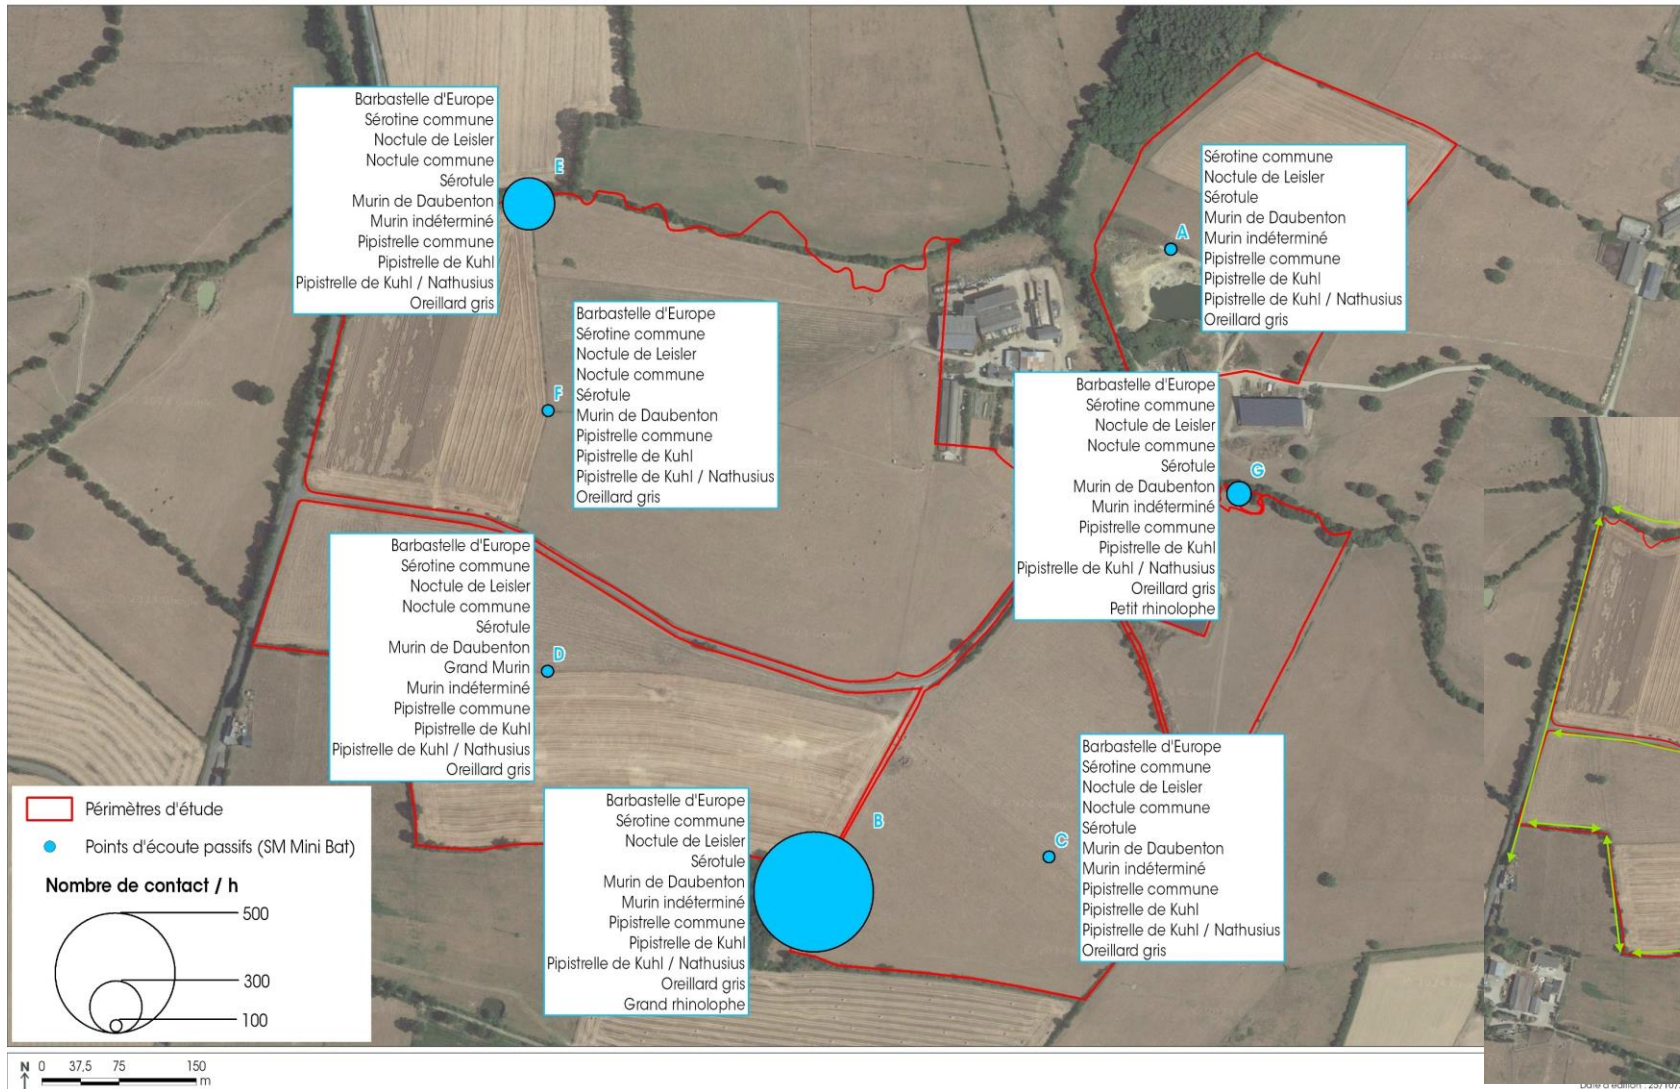 Barbastelle d'Europe
Sérotine commune
Noctule de Leisler
Noctule commune
Sérotule
Murin de Daubenton
Murin indéterminé
Pipistrelle commune
Pipistrelle de Kuhl
Pipistrelle de Kuhl / Nathusius
Oreillard gris
E
Sérotine commune
Noctule de Leisler
Sérotule
Murin de Daubenton
Murin indéterminé
Pipistrelle commune
Pipistrelle de Kuhl
Pipistrelle de Kuhl / Nathusius
Oreillard gris
A
Barbastelle d'Europe
Sérotine commune
Noctule de Leisler
Noctule commune
Sérotule
Murin de Daubenton
Pipistrelle commune
Pipistrelle de Kuhl
Pipistrelle de Kuhl / Nathusius
Oreillard gris
F
Barbastelle d'Europe
Sérotine commune
Noctule de Leisler
Noctule commune
Sérotule
Murin de Daubenton
Murin indéterminé
Pipistrelle commune
Pipistrelle de Kuhl
Pipistrelle de Kuhl / Nathusius
Oreillard gris
Petit rhinolophe
G
Barbastelle d'Europe
Sérotine commune
Noctule de Leisler
Noctule commune
Sérotule
Murin de Daubenton
Grand Murin
Murin indéterminé
Pipistrelle commune
Pipistrelle de Kuhl
Pipistrelle de Kuhl / Nathusius
Oreillard gris
D
Barbastelle d'Europe
Sérotine commune
Noctule de Leisler
Noctule commune
Sérotule
Murin de Daubenton
Murin indéterminé
Pipistrelle commune
Pipistrelle de Kuhl
Pipistrelle de Kuhl / Nathusius
Oreillard gris
C
Barbastelle d'Europe
Sérotine commune
Noctule de Leisler
Sérotule
Murin de Daubenton
Murin indéterminé
Pipistrelle commune
Pipistrelle de Kuhl
Pipistrelle de Kuhl / Nathusius
Oreillard gris
Grand rhinolophe
B
Périmètres d'étude
Points d'écoute passifs (SM Mini Bat)
Nombre de contact / h
500
300
100
N 0 37,5 75 150
m